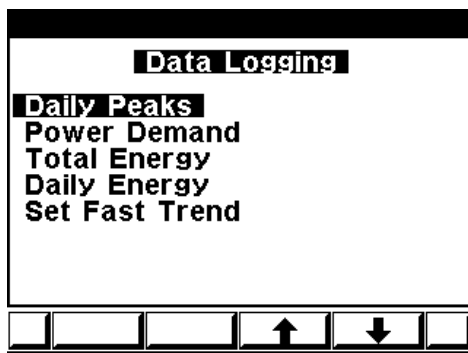 Data Logging
Daily Peaks
Power Demand
Total Energy
Daily Energy
Set Fast Trend